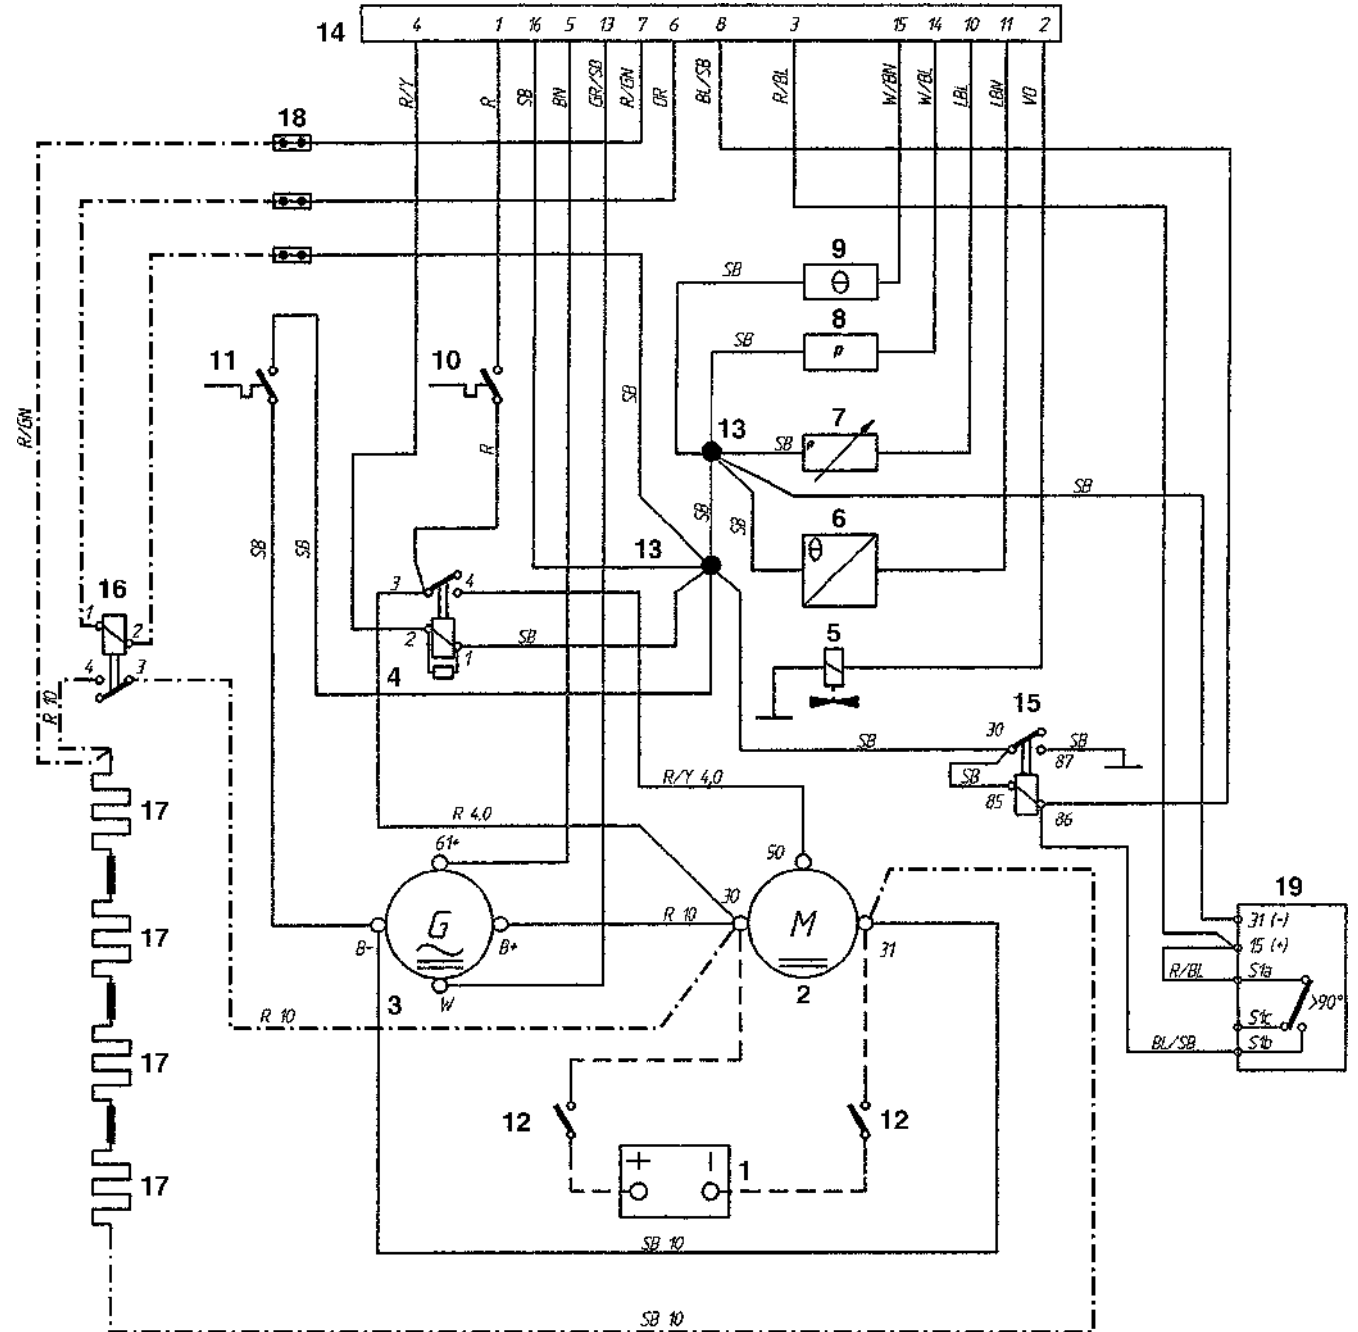 14 4 1 16 5 13 7 6 8 3 15 14 10 11 2
R/Y R SB BN GR/SB R/GN OR BL/SB R/BL W/BN W/BL LBL LBN VO
18
SB 9
θ
SB 8
P
11 10
R/GN SB
R 13 SB 7
P
SB
SB SB 6
θ
SB SB 13
3 4
16
1 2
2 SB 1
4
5
4 3
R 10
15
30 SB 87
SB
SB
85 86
R/Y 4,0
17
R 4,0
61+
50
30
19
31 (-)
15 (+)
17
B- G B+ R 10 M 31
R/BL S1a
>90°
3 W 2
R 10
S1c
BL/SB S1b
17
12 12
+ - 1
17
SB 10
SB 10